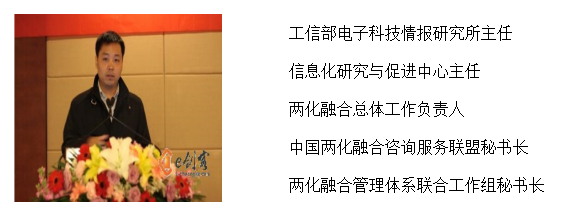 工信部电子科技情报研究所主任
信息化研究与促进中心主任
两化融合总体工作负责人
中国两化融合咨询服务联盟秘书长
两化融合管理体系联合工作组秘书长